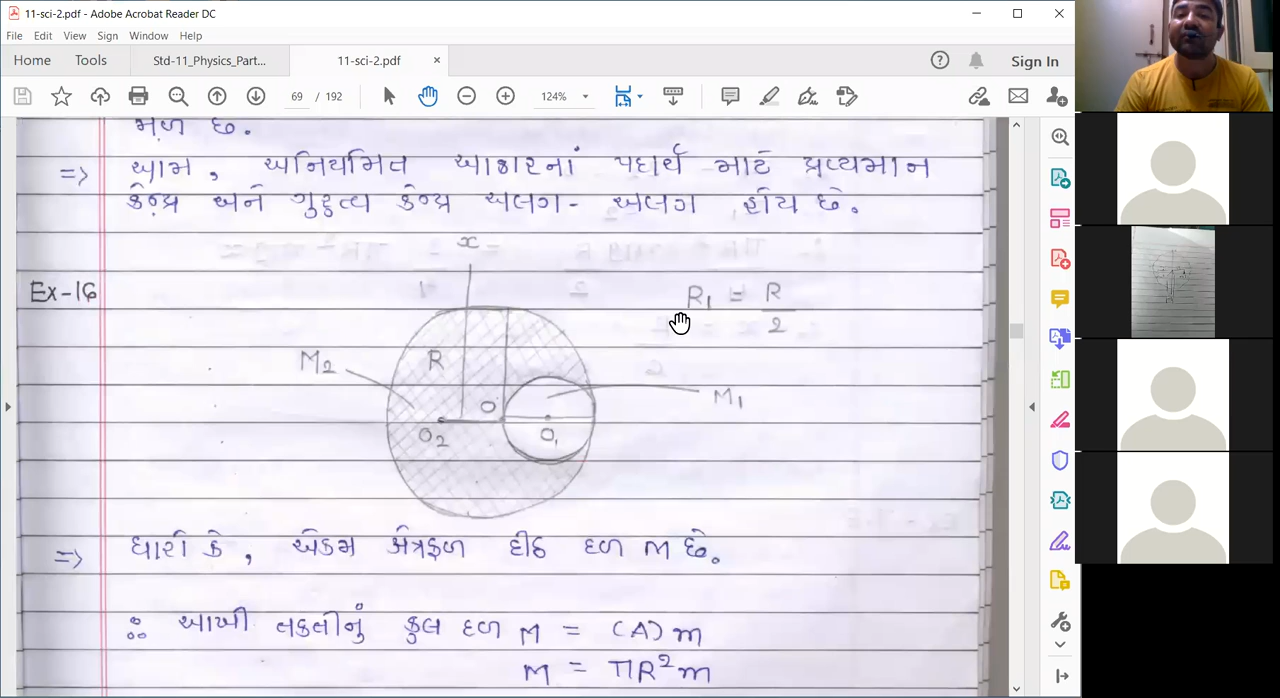 11-sci-2.pdf - Adobe Acrobat Reader DC
File Edit View Sign Window Help
Home Tools Std-11_Physics_Part... 11-sci-2.pdf × Sign In
69 / 192 124%
મળે છે.
=> આમ, અનિયમિત આકારનાં પદાર્થ માટે દ્રવ્યમાન
કેન્દ્ર અને ગુરુત્વ કેન્દ્ર અલગ-અલગ હોય છે.
x
Ex-16
R₁ = R/2
M₂
R
M₁
O
O₂
O₁
=> ધારો કે, એકમ ક્ષેત્રફળ દીઠ દળ m છે.
∴ આખી તકતીનું કુલ દળ M = (A)m
M = πR²m